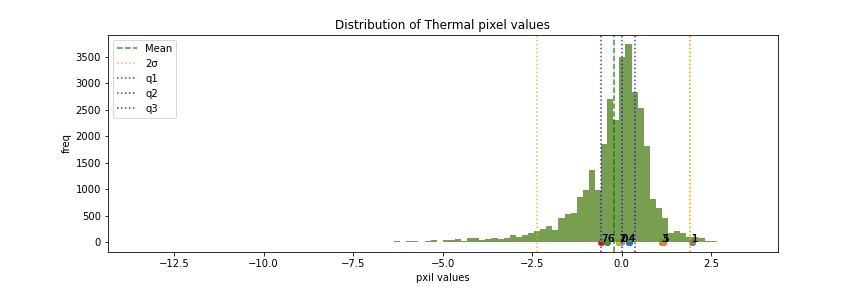 Distribution of Thermal pixel values
Mean
2σ
q1
q2
q3
freq
3500
3000
2500
2000
1500
1000
500
0
76
4
1
−12.5
−10.0
−7.5
−5.0
−2.5
0.0
2.5
pxil values